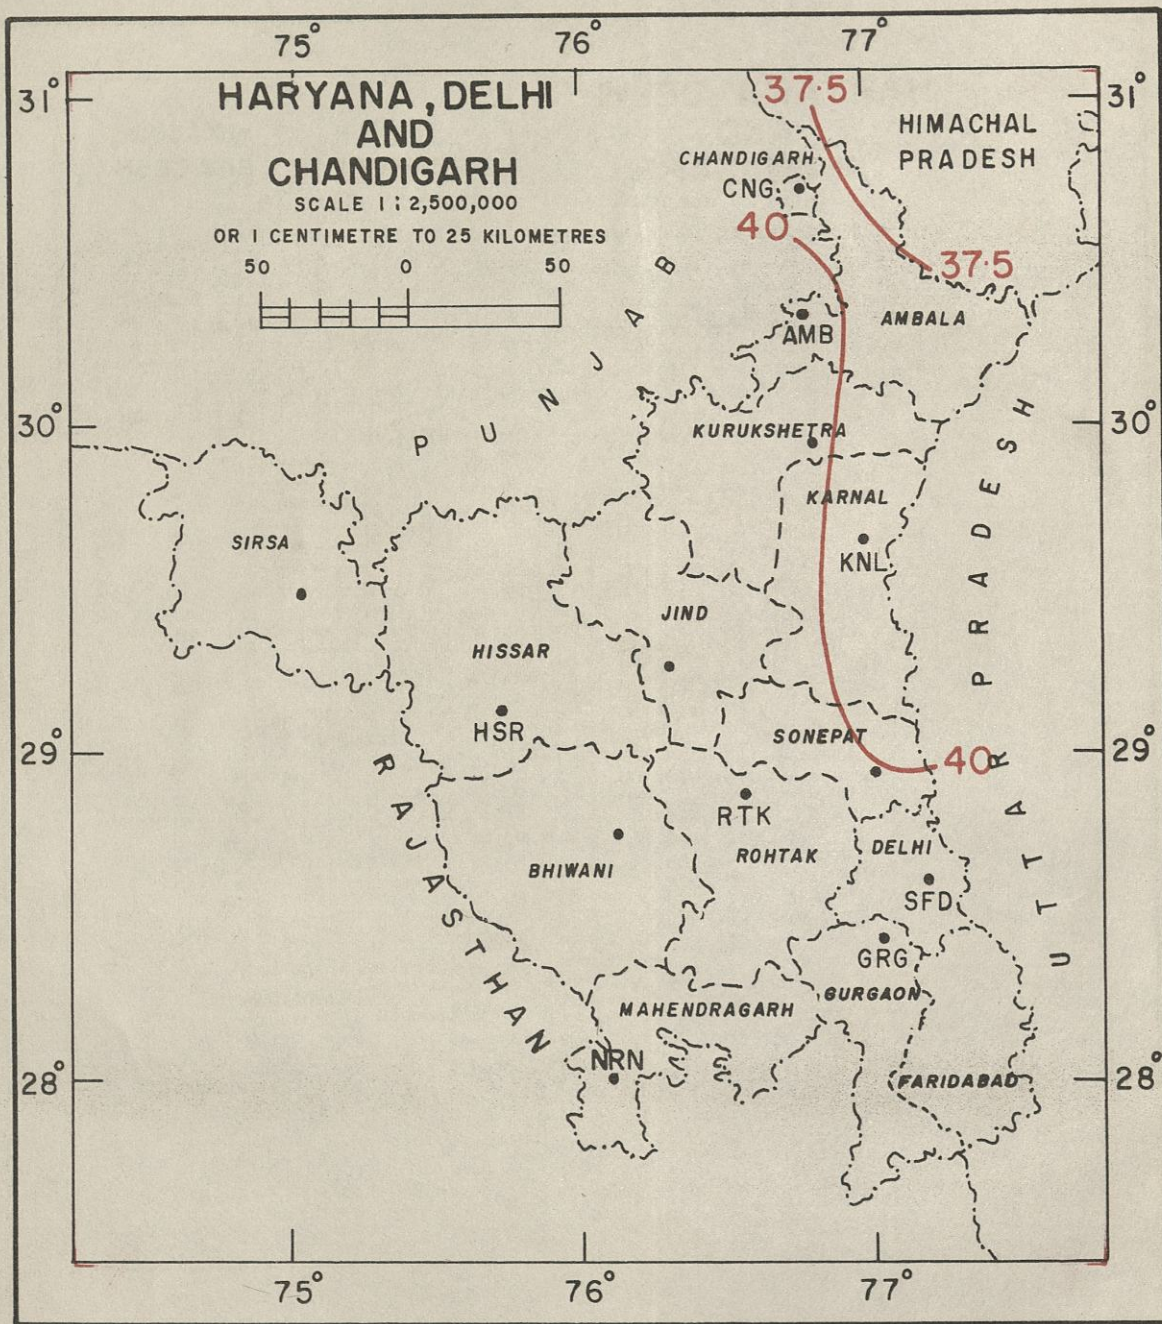 75° 76° 77°
31° 37·5 31°
HARYANA, DELHI
AND
CHANDIGARH
SCALE 1 : 2,500,000
OR 1 CENTIMETRE TO 25 KILOMETRES
50 0 50
HIMACHAL
PRADESH
CHANDIGARH
CNG
40
37·5
AMBALA
AMB
PUNJAB
30° 30°
KURUKSHETRA
KARNAL
KNL
SIRSA
JIND
HISSAR
HSR
SONEPAT
29° 40 29°
RTK
ROHTAK
DELHI
SFD
BHIWANI
RAJASTHAN
UTTAR PRADESH
GRG
GURGAON
MAHENDRAGARH
NRN
28° 28°
FARIDABAD
75° 76° 77°